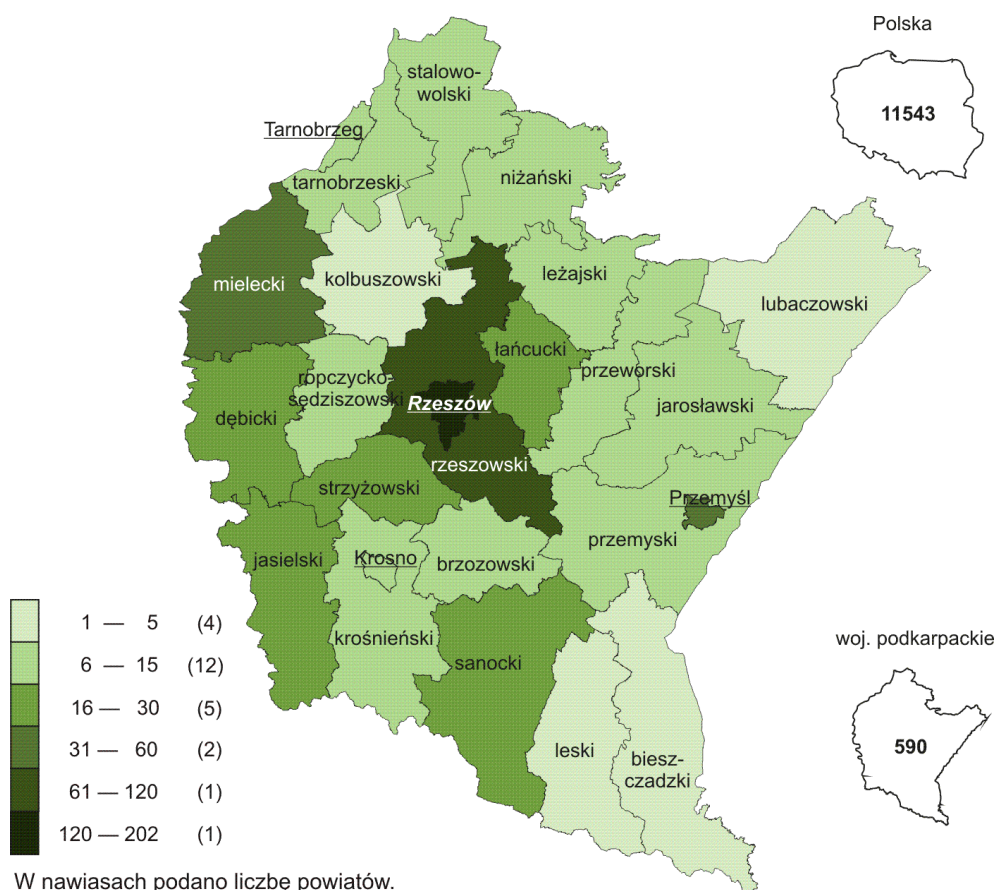 Polska
11543
stalowo-
wolski
Tarnobrzeg
tarnobrzeski
niżański
mielecki
kolbuszowski
leżajski
lubaczowski
łańcucki
ropczycko-
sędziszowski
przeworski
dębicki
Rzeszów
jarosławski
rzeszowski
strzyżowski
Przemyśl
przemyski
jasielski
Krosno
brzozowski
krośnieński
sanocki
leski
biesz-
czadzki
woj. podkarpackie
590
1 — 5 (4)
6 — 15 (12)
16 — 30 (5)
31 — 60 (2)
61 — 120 (1)
120 — 202 (1)
W nawiasach podano liczbę powiatów.